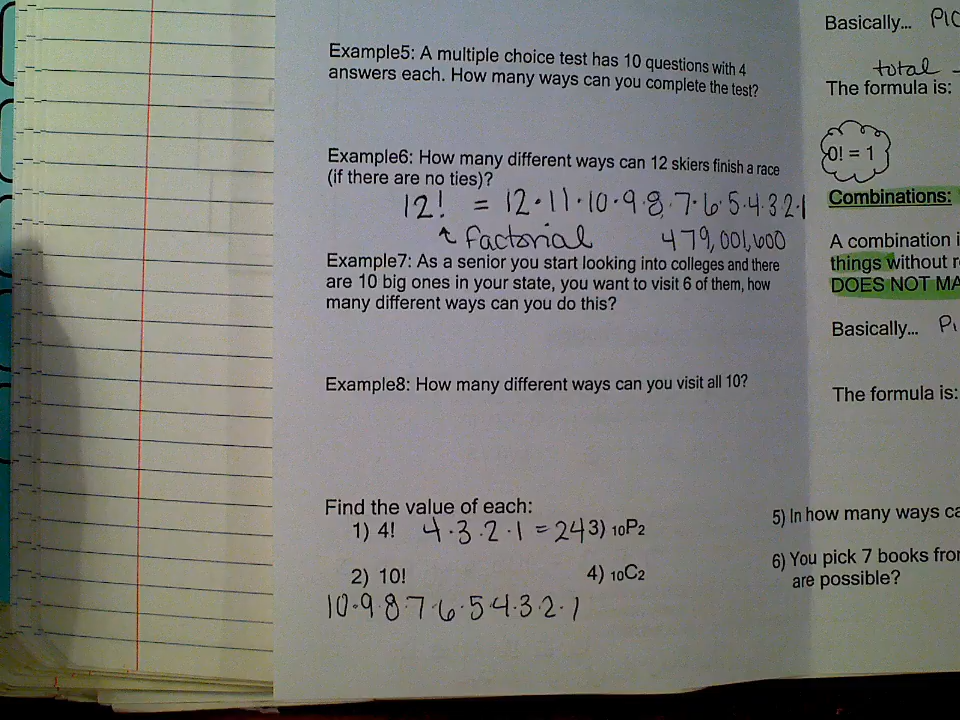 Example5: A multiple choice test has 10 questions with 4
answers each. How many ways can you complete the test?
Example6: How many different ways can 12 skiers finish a race
(if there are no ties)?
12! = 12·11·10·9·8·7·6·5·4·3·2·1
factorial 479,001,600
Example7: As a senior you start looking into colleges and there
are 10 big ones in your state, you want to visit 6 of them, how
many different ways can you do this?
Example8: How many different ways can you visit all 10?
Find the value of each:
1) 4! 4·3·2·1 = 24
3) ₁₀P₂
2) 10!
4) ₁₀C₂
10·9·8·7·6·5·4·3·2·1
Basically...
total -
The formula is:
0! = 1
Combinations:
A combination i
things without r
DOES NOT MA
Basically... Pi
The formula is:
5) In how many ways ca
6) You pick 7 books fro
are possible?